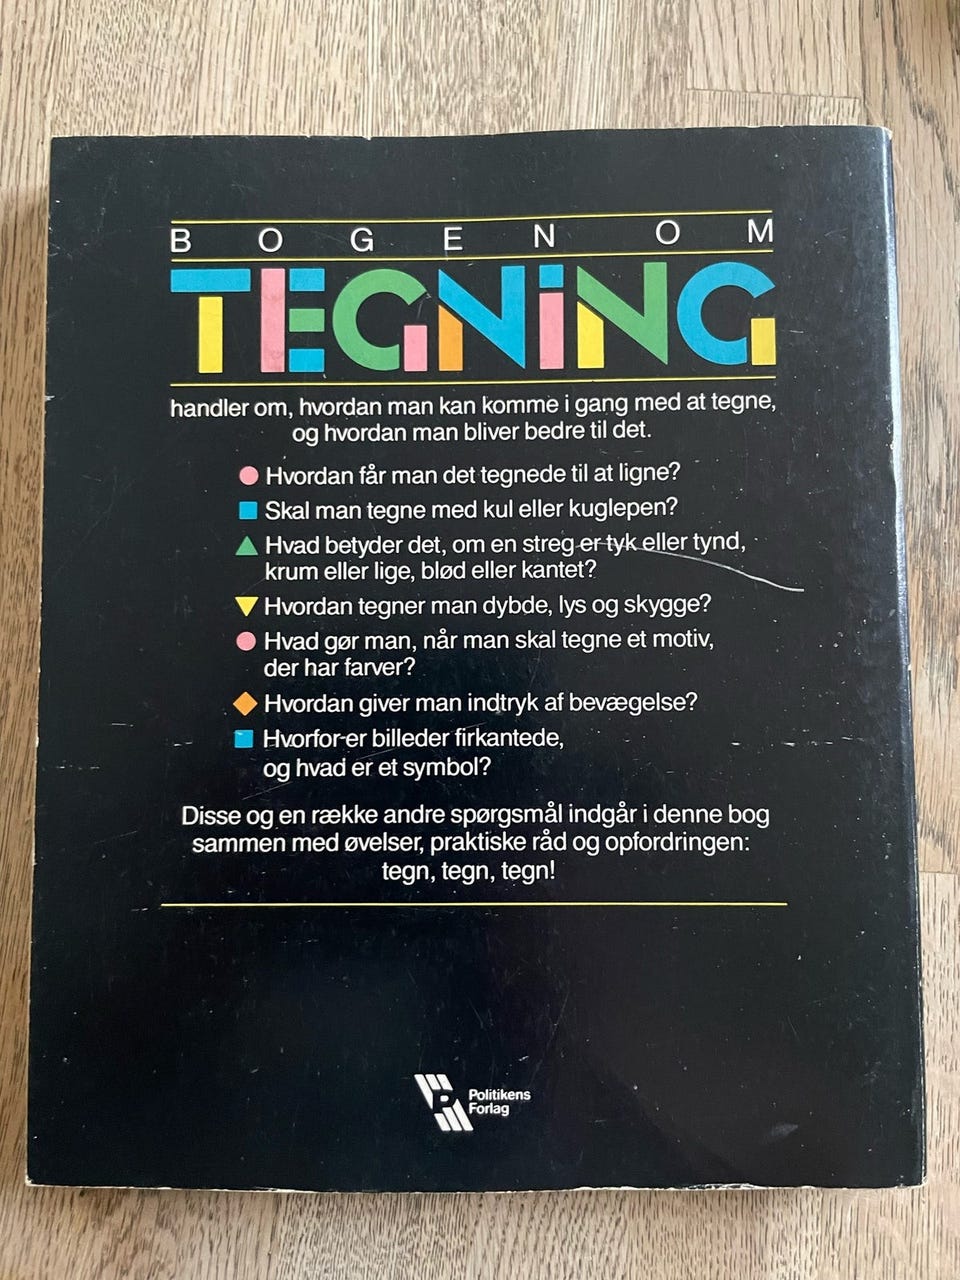 BOGEN OM
TEGNING
handler om, hvordan man kan komme i gang med at tegne,
og hvordan man bliver bedre til det.
Hvordan får man det tegnede til at ligne?
Skal man tegne med kul eller kuglepen?
Hvad betyder det, om en streg er tyk eller tynd,
krum eller lige, blød eller kantet?
Hvordan tegner man dybde, lys og skygge?
Hvad gør man, når man skal tegne et motiv,
der har farver?
Hvordan giver man indtryk af bevægelse?
Hvorfor er billeder firkantede,
og hvad er et symbol?
Disse og en række andre spørgsmål indgår i denne bog
sammen med øvelser, praktiske råd og opfordringen:
tegn, tegn, tegn!
P
Politikens
Forlag